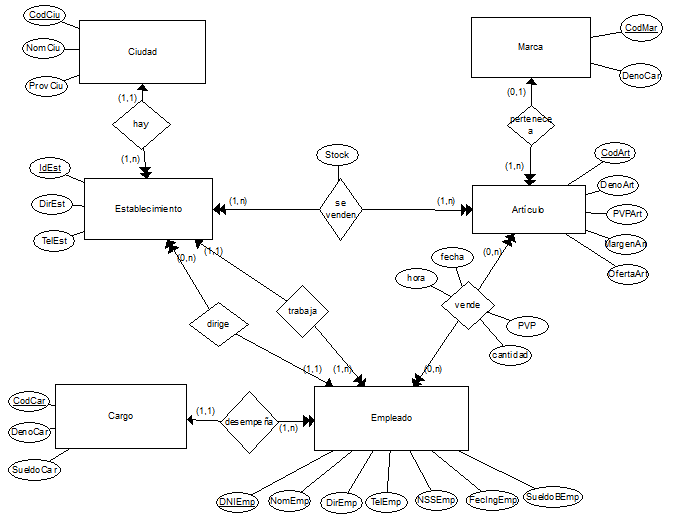 CodCiu
NomCiu
ProvCiu
Ciudad
Marca
CodMar
DenoCar
(1,1)
(0,1)
hay
pertenece
a
(1,n)
(1,n)
IdEst
DirEst
TelEst
Establecimiento
(1,n)
Stock
se
venden
(1,n)
Artículo
CodArt
DenoArt
PVPArt
MargenArt
OfertaArt
(0,n)
(1,1)
(0,n)
fecha
hora
vende
PVP
cantidad
dirige
trabaja
(1,1)
(1,n)
(0,n)
CodCar
DenoCar
SueldoCar
Cargo
(1,1)
desempeña
(1,n)
Empleado
DNIEmp
NomEmp
DirEmp
TelEmp
NSSEmp
FecIngEmp
SueldoBEmp